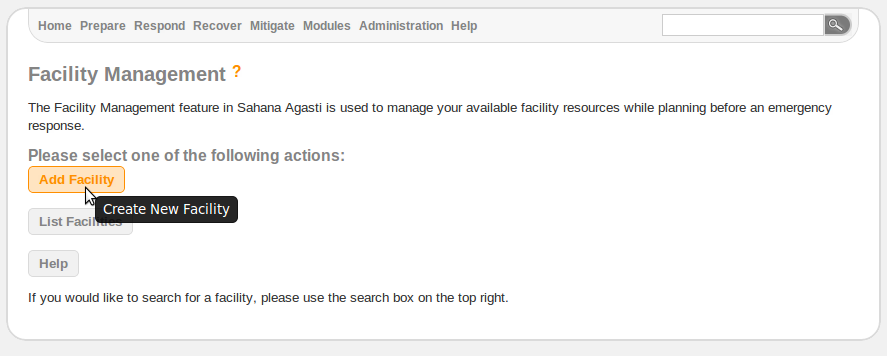 Home Prepare Respond Recover Mitigate Modules Administration Help
Facility Management ?
The Facility Management feature in Sahana Agasti is used to manage your available facility resources while planning before an emergency
response.
Please select one of the following actions:
Add Facility
Create New Facility
List Facilities
Help
If you would like to search for a facility, please use the search box on the top right.